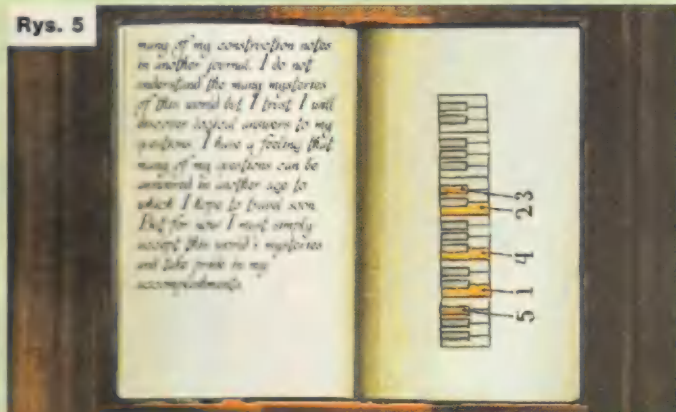 Rys. 5
many of my construction notes
in another journal. I do not
understand the many mysteries
of this world but I trust I will
discover logical answers to my
questions. I have a feeling that
many of my questions can be
answered in another age to
which I hope to travel soon.
But for now I must simply
accept this world's mysteries
and take pride in my
accomplishments.
5 1 4 2 3